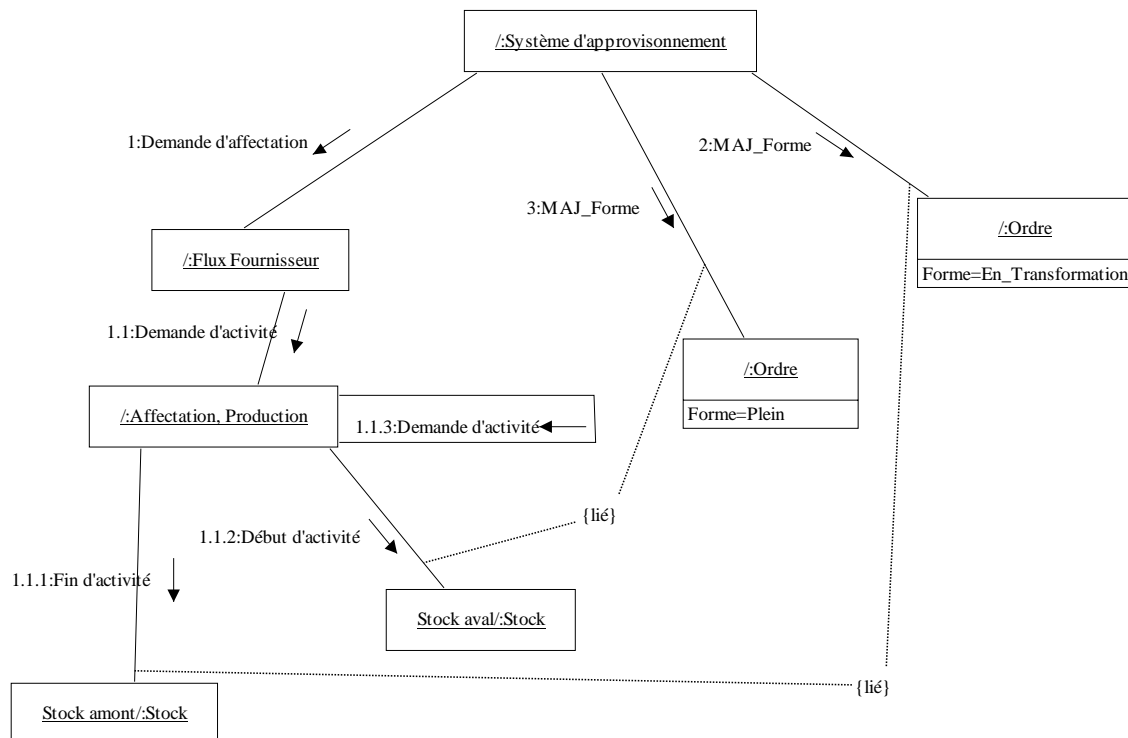 /:Système d'approvisonnement
1:Demande d'affectation
2:MAJ_Forme
3:MAJ_Forme
/:Ordre
Forme=En_Transformation
/:Flux Fournisseur
1.1:Demande d'activité
/:Ordre
Forme=Plein
/:Affectation, Production
1.1.3:Demande d'activité
{lié}
1.1.2:Début d'activité
1.1.1:Fin d'activité
Stock aval/:Stock
{lié}
Stock amont/:Stock